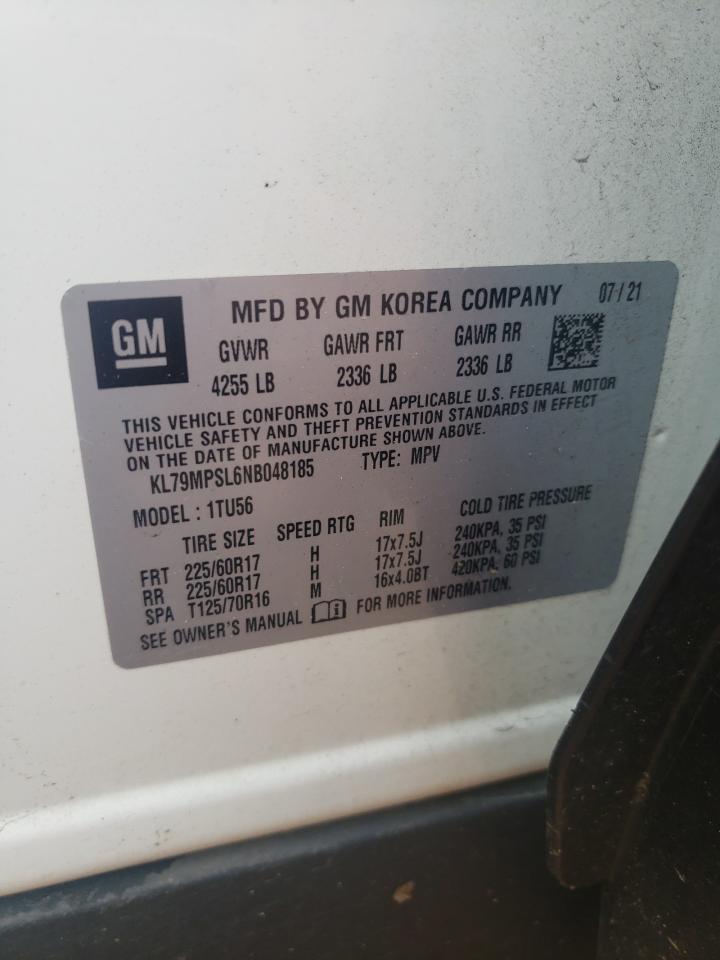 GM
MFD BY GM KOREA COMPANY 07/21
GVWR GAWR FRT GAWR RR
4255 LB 2336 LB 2336 LB
THIS VEHICLE CONFORMS TO ALL APPLICABLE U.S. FEDERAL MOTOR
VEHICLE SAFETY AND THEFT PREVENTION STANDARDS IN EFFECT
ON THE DATE OF MANUFACTURE SHOWN ABOVE.
KL79MPSL6NB048185 TYPE: MPV
MODEL : 1TU56
TIRE SIZE SPEED RTG RIM COLD TIRE PRESSURE
FRT 225/60R17 H 17x7.5J 240KPA, 35 PSI
RR 225/60R17 H 17x7.5J 240KPA, 35 PSI
SPA T125/70R16 M 16x4.0BT 420KPA, 60 PSI
SEE OWNER'S MANUAL i FOR MORE INFORMATION.